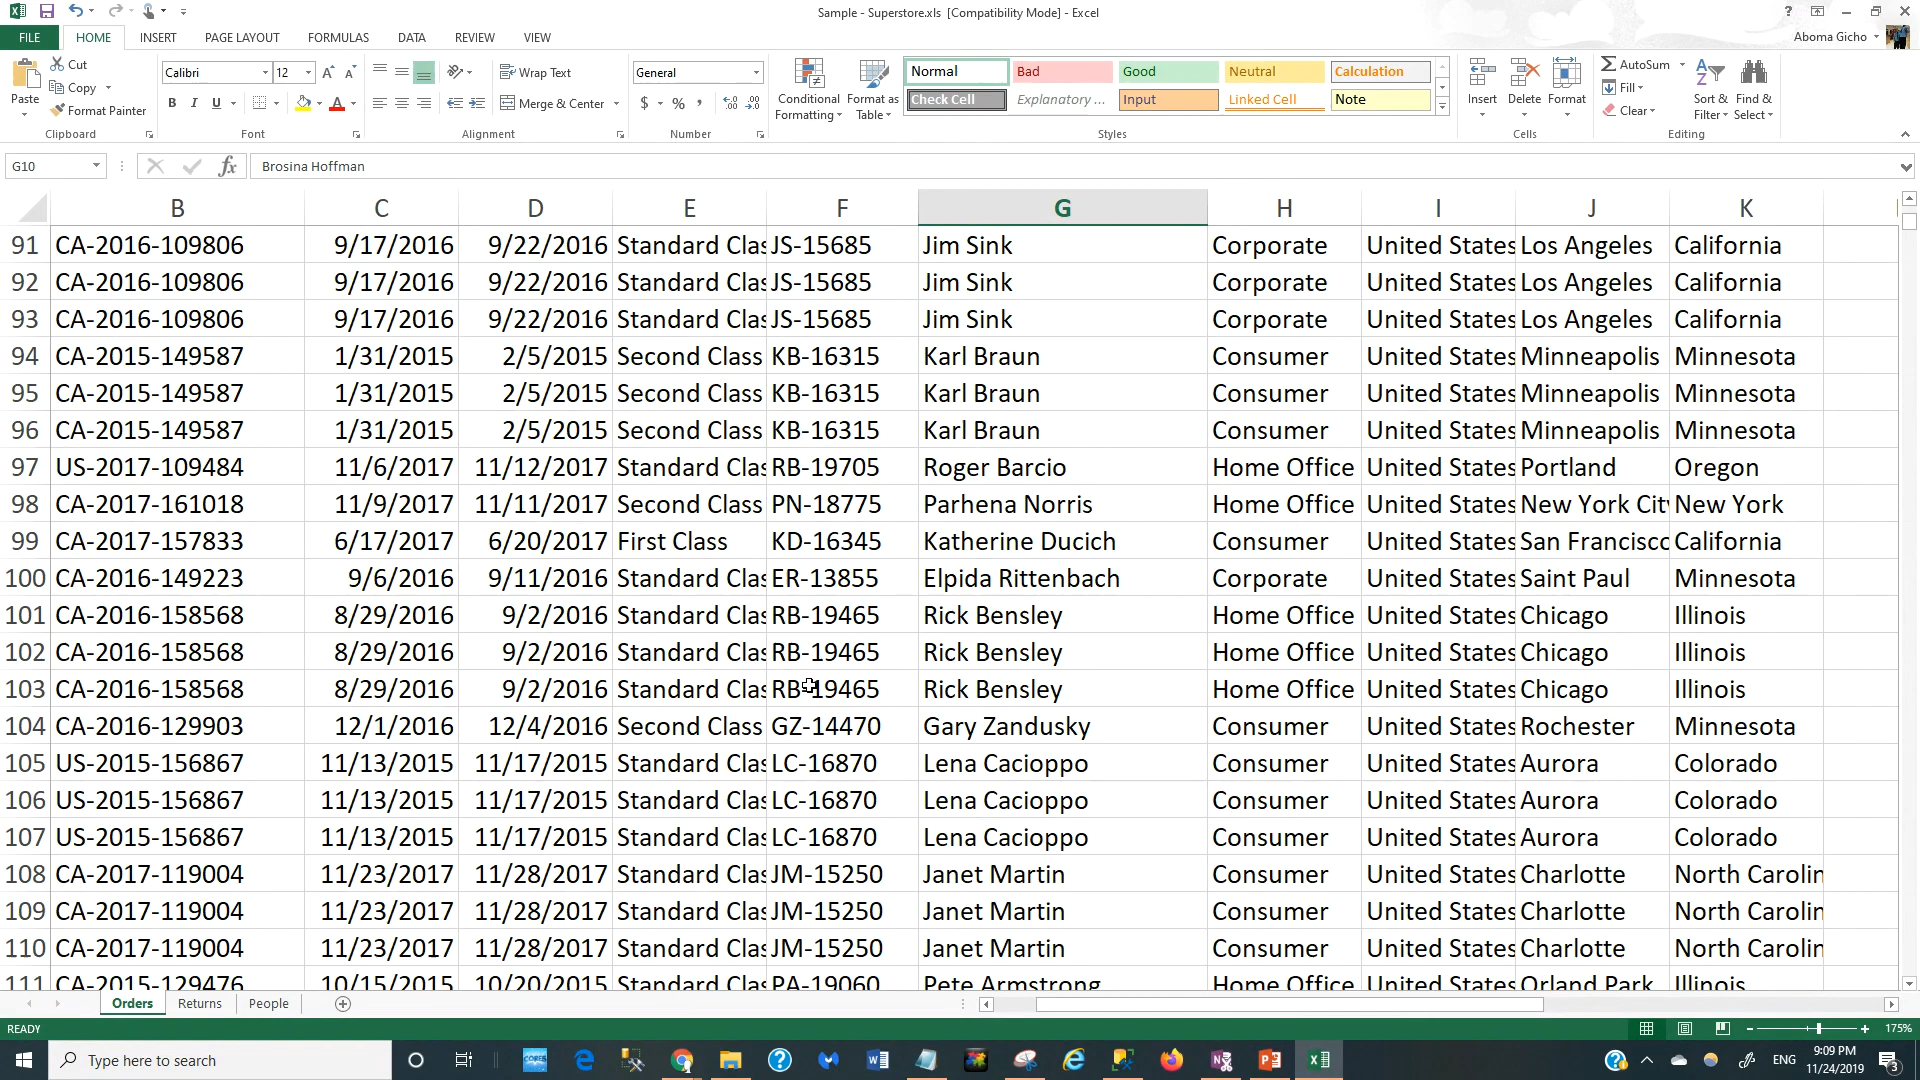 Sample - Superstore.xls [Compatibility Mode] - Excel
FILE HOME INSERT PAGE LAYOUT FORMULAS DATA REVIEW VIEW Aboma Gicho
Paste Cut Copy Format Painter Clipboard
Calibri 12 B I U Font
Wrap Text Merge & Center Alignment
General $ % , Number
Conditional Formatting Format as Table
Normal Bad Good Neutral Calculation
Check Cell Explanatory ... Input Linked Cell Note
Styles
Insert Delete Format Cells
AutoSum Fill Clear Sort & Filter Find & Select Editing
G10 fx Brosina Hoffman
B C D E F G H I J K
91 CA-2016-109806 9/17/2016 9/22/2016 Standard Clas JS-15685 Jim Sink Corporate United States Los Angeles California
92 CA-2016-109806 9/17/2016 9/22/2016 Standard Clas JS-15685 Jim Sink Corporate United States Los Angeles California
93 CA-2016-109806 9/17/2016 9/22/2016 Standard Clas JS-15685 Jim Sink Corporate United States Los Angeles California
94 CA-2015-149587 1/31/2015 2/5/2015 Second Class KB-16315 Karl Braun Consumer United States Minneapolis Minnesota
95 CA-2015-149587 1/31/2015 2/5/2015 Second Class KB-16315 Karl Braun Consumer United States Minneapolis Minnesota
96 CA-2015-149587 1/31/2015 2/5/2015 Second Class KB-16315 Karl Braun Consumer United States Minneapolis Minnesota
97 US-2017-109484 11/6/2017 11/12/2017 Standard Clas RB-19705 Roger Barcio Home Office United States Portland Oregon
98 CA-2017-161018 11/9/2017 11/11/2017 Second Class PN-18775 Parhena Norris Home Office United States New York City New York
99 CA-2017-157833 6/17/2017 6/20/2017 First Class KD-16345 Katherine Ducich Consumer United States San Francisco California
100 CA-2016-149223 9/6/2016 9/11/2016 Standard Clas ER-13855 Elpida Rittenbach Corporate United States Saint Paul Minnesota
101 CA-2016-158568 8/29/2016 9/2/2016 Standard Clas RB-19465 Rick Bensley Home Office United States Chicago Illinois
102 CA-2016-158568 8/29/2016 9/2/2016 Standard Clas RB-19465 Rick Bensley Home Office United States Chicago Illinois
103 CA-2016-158568 8/29/2016 9/2/2016 Standard Clas RB-19465 Rick Bensley Home Office United States Chicago Illinois
104 CA-2016-129903 12/1/2016 12/4/2016 Second Class GZ-14470 Gary Zandusky Consumer United States Rochester Minnesota
105 US-2015-156867 11/13/2015 11/17/2015 Standard Clas LC-16870 Lena Cacioppo Consumer United States Aurora Colorado
106 US-2015-156867 11/13/2015 11/17/2015 Standard Clas LC-16870 Lena Cacioppo Consumer United States Aurora Colorado
107 US-2015-156867 11/13/2015 11/17/2015 Standard Clas LC-16870 Lena Cacioppo Consumer United States Aurora Colorado
108 CA-2017-119004 11/23/2017 11/28/2017 Standard Clas JM-15250 Janet Martin Consumer United States Charlotte North Carolin
109 CA-2017-119004 11/23/2017 11/28/2017 Standard Clas JM-15250 Janet Martin Consumer United States Charlotte North Carolin
110 CA-2017-119004 11/23/2017 11/28/2017 Standard Clas JM-15250 Janet Martin Consumer United States Charlotte North Carolin
111 CA-2015-129476 10/15/2015 10/20/2015 Standard Clas PA-19060 Pete Armstrong Home Office United States Orland Park Illinois
Orders Returns People
READY 175%
Type here to search ENG 9:09 PM
11/24/2019 3